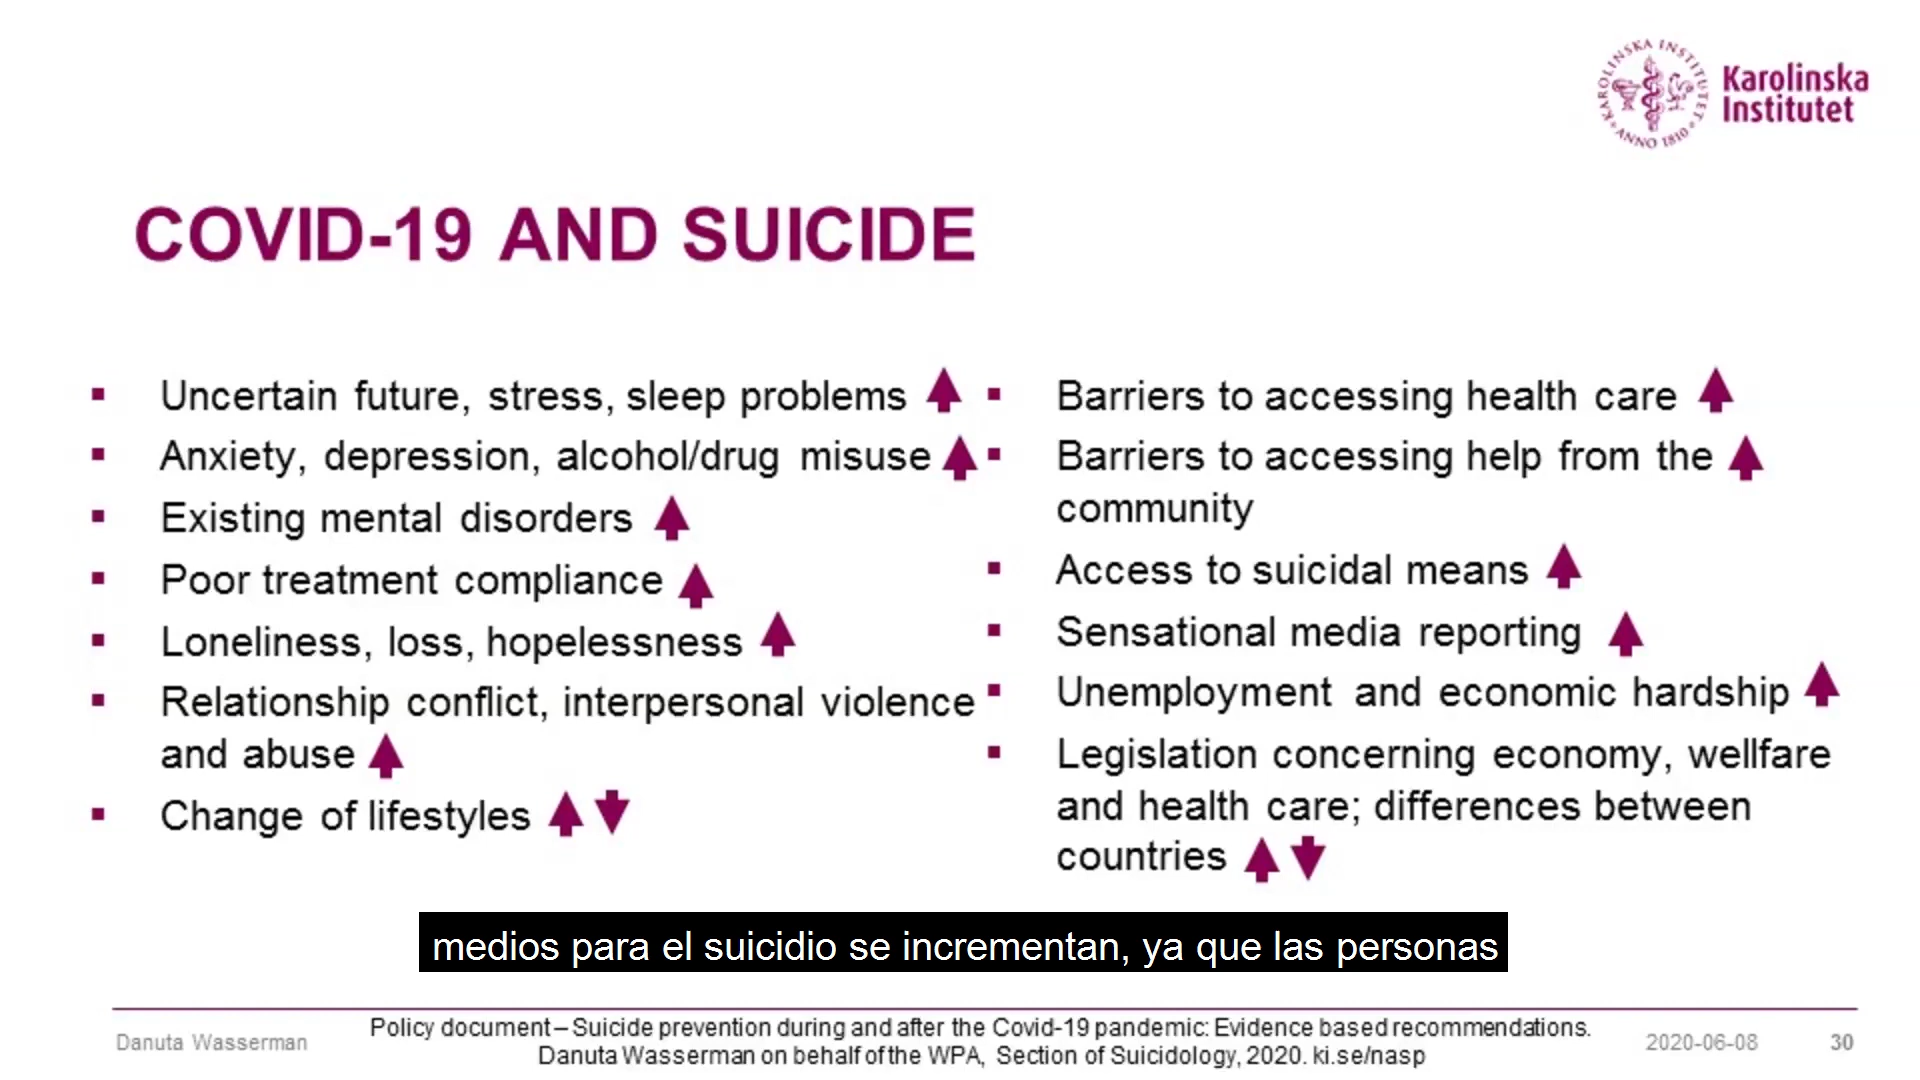 KAROLINSKA INSTITUTET
ANNO 1810
Karolinska
Institutet
COVID-19 AND SUICIDE
Uncertain future, stress, sleep problems
Anxiety, depression, alcohol/drug misuse
Existing mental disorders
Poor treatment compliance
Loneliness, loss, hopelessness
Relationship conflict, interpersonal violence
and abuse
Change of lifestyles
Barriers to accessing health care
Barriers to accessing help from the
community
Access to suicidal means
Sensational media reporting
Unemployment and economic hardship
Legislation concerning economy, wellfare
and health care; differences between
countries
medios para el suicidio se incrementan, ya que las personas
Danuta Wasserman
Policy document – Suicide prevention during and after the Covid-19 pandemic: Evidence based recommendations.
Danuta Wasserman on behalf of the WPA, Section of Suicidology, 2020. ki.se/nasp
2020-06-08
30